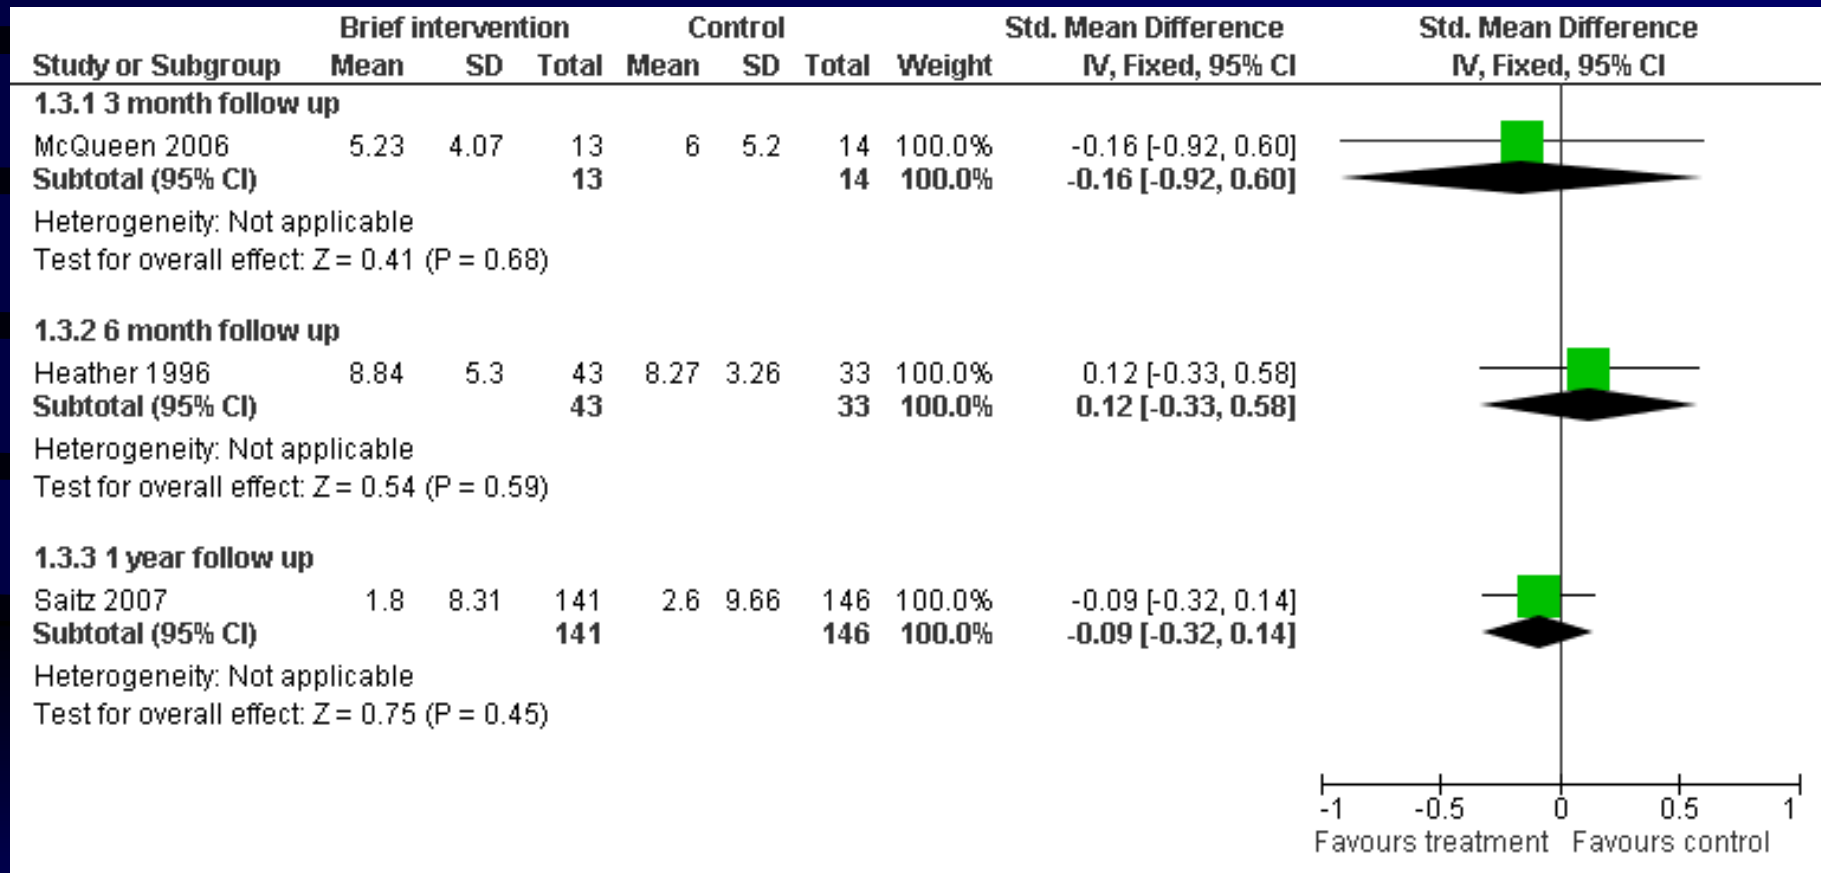 Brief intervention Control Std. Mean Difference Std. Mean Difference
Study or Subgroup Mean SD Total Mean SD Total Weight IV, Fixed, 95% CI IV, Fixed, 95% CI
1.3.1 3 month follow up
McQueen 2006 5.23 4.07 13 6 5.2 14 100.0% -0.16 [-0.92, 0.60]
Subtotal (95% CI) 13 14 100.0% -0.16 [-0.92, 0.60]
Heterogeneity: Not applicable
Test for overall effect: Z = 0.41 (P = 0.68)
1.3.2 6 month follow up
Heather 1996 8.84 5.3 43 8.27 3.26 33 100.0% 0.12 [-0.33, 0.58]
Subtotal (95% CI) 43 33 100.0% 0.12 [-0.33, 0.58]
Heterogeneity: Not applicable
Test for overall effect: Z = 0.54 (P = 0.59)
1.3.3 1 year follow up
Saitz 2007 1.8 8.31 141 2.6 9.66 146 100.0% -0.09 [-0.32, 0.14]
Subtotal (95% CI) 141 146 100.0% -0.09 [-0.32, 0.14]
Heterogeneity: Not applicable
Test for overall effect: Z = 0.75 (P = 0.45)
-1 -0.5 0 0.5 1
Favours treatment Favours control